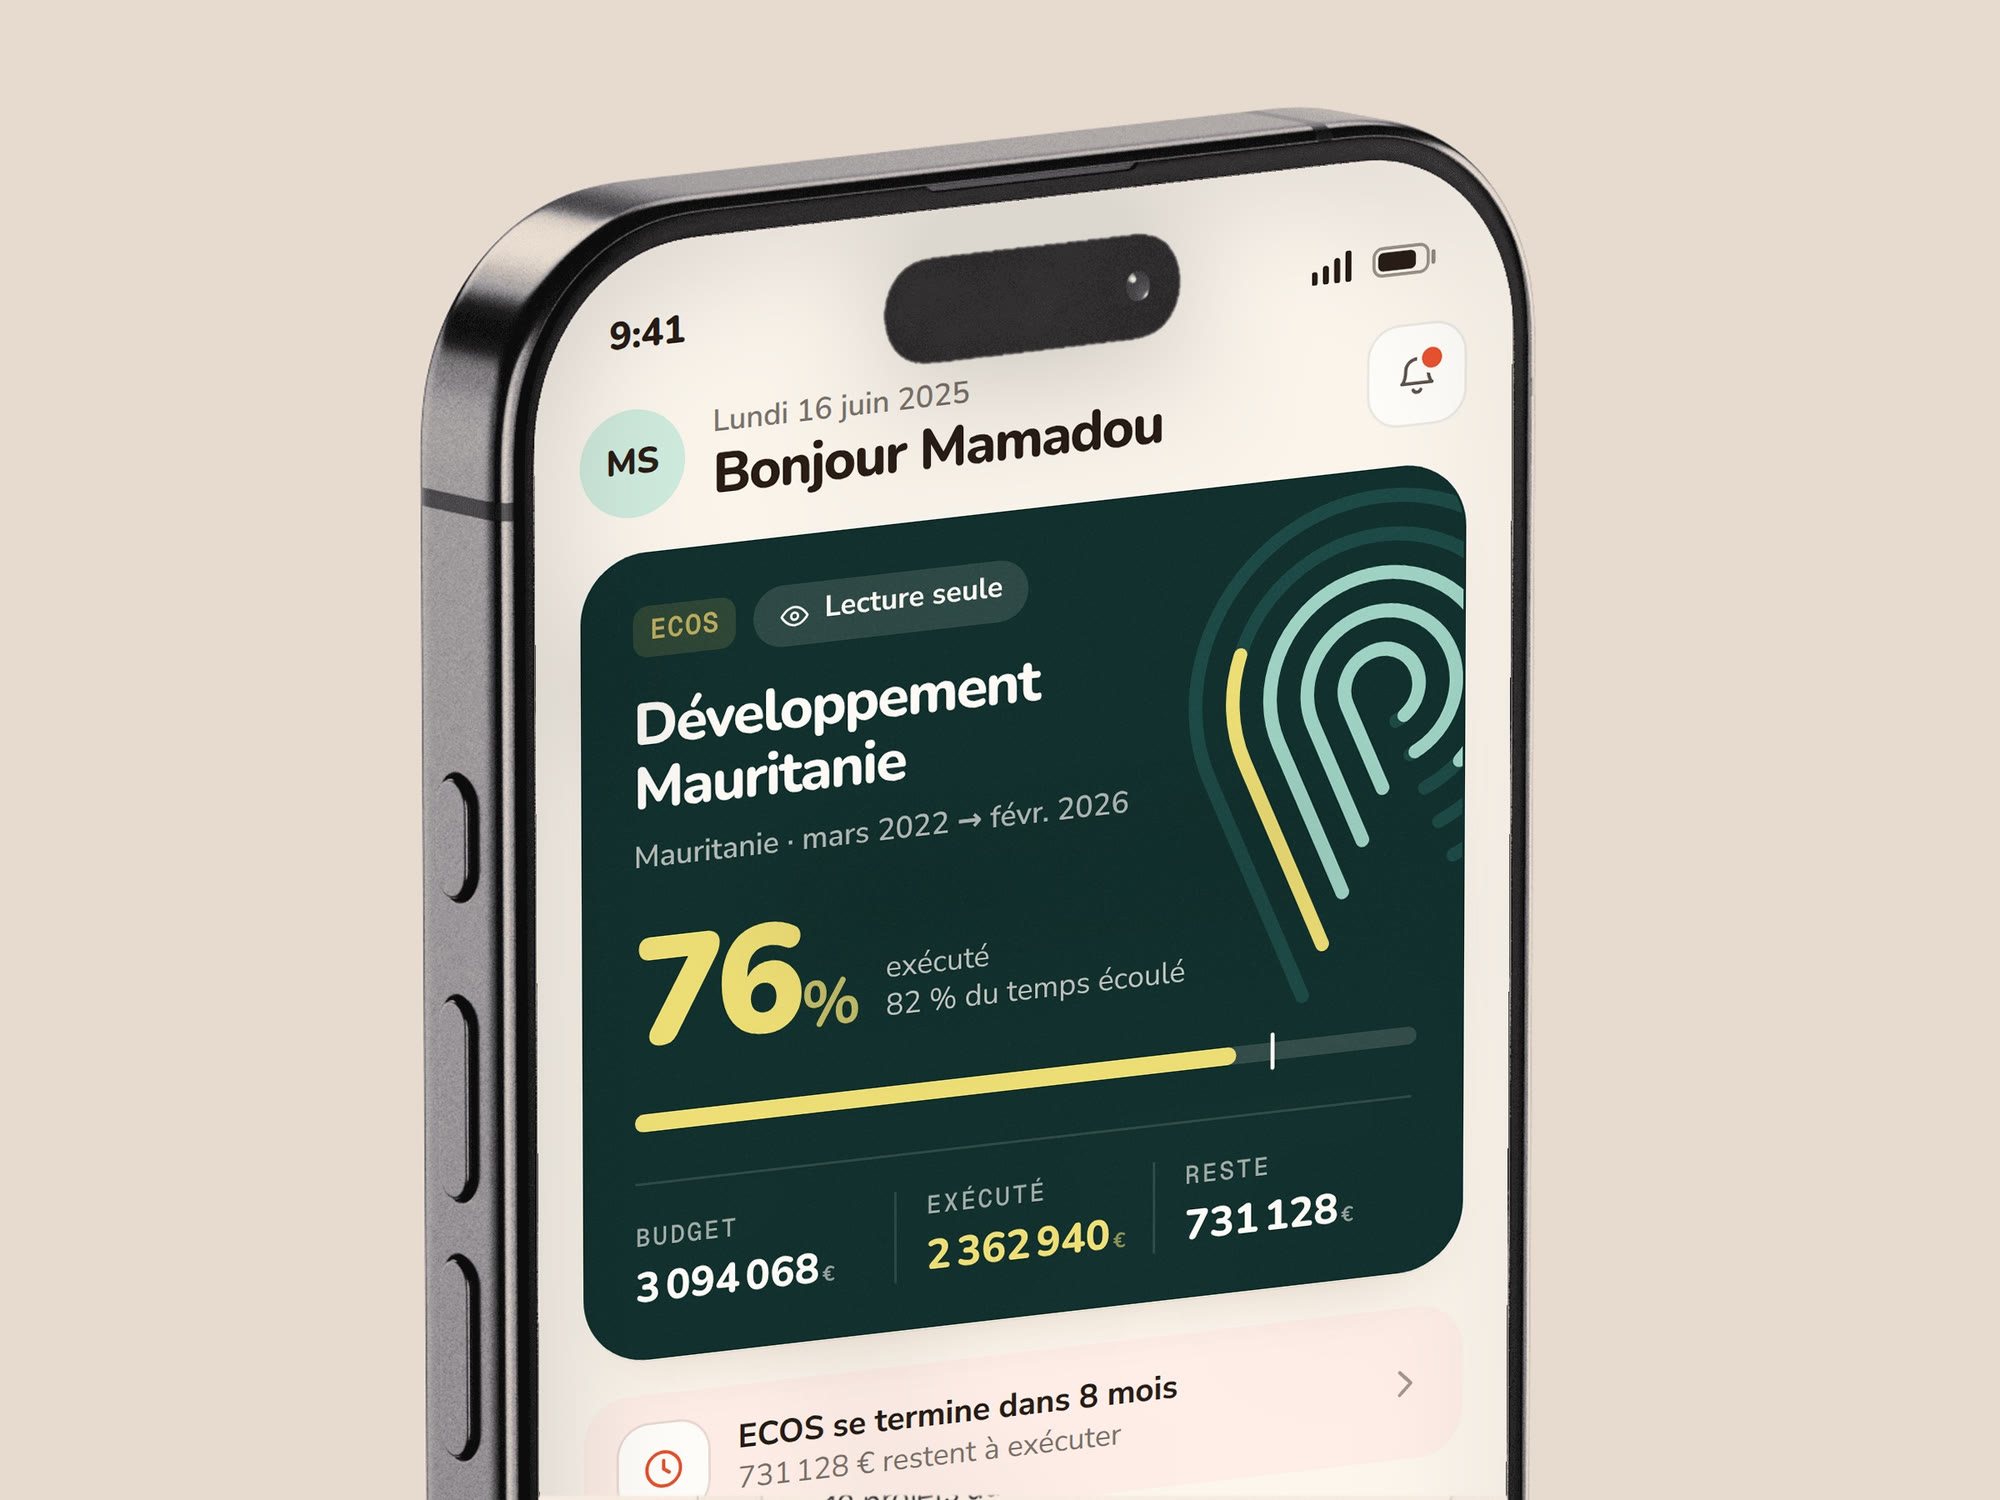 9:41
MS
Lundi 16 juin 2025
Bonjour Mamadou
ECOS
Lecture seule
Développement
Mauritanie
Mauritanie · mars 2022 → févr. 2026
76%
exécuté
82 % du temps écoulé
BUDGET
3 094 068 €
EXÉCUTÉ
2 362 940 €
RESTE
731 128 €
ECOS se termine dans 8 mois
731 128 € restent à exécuter